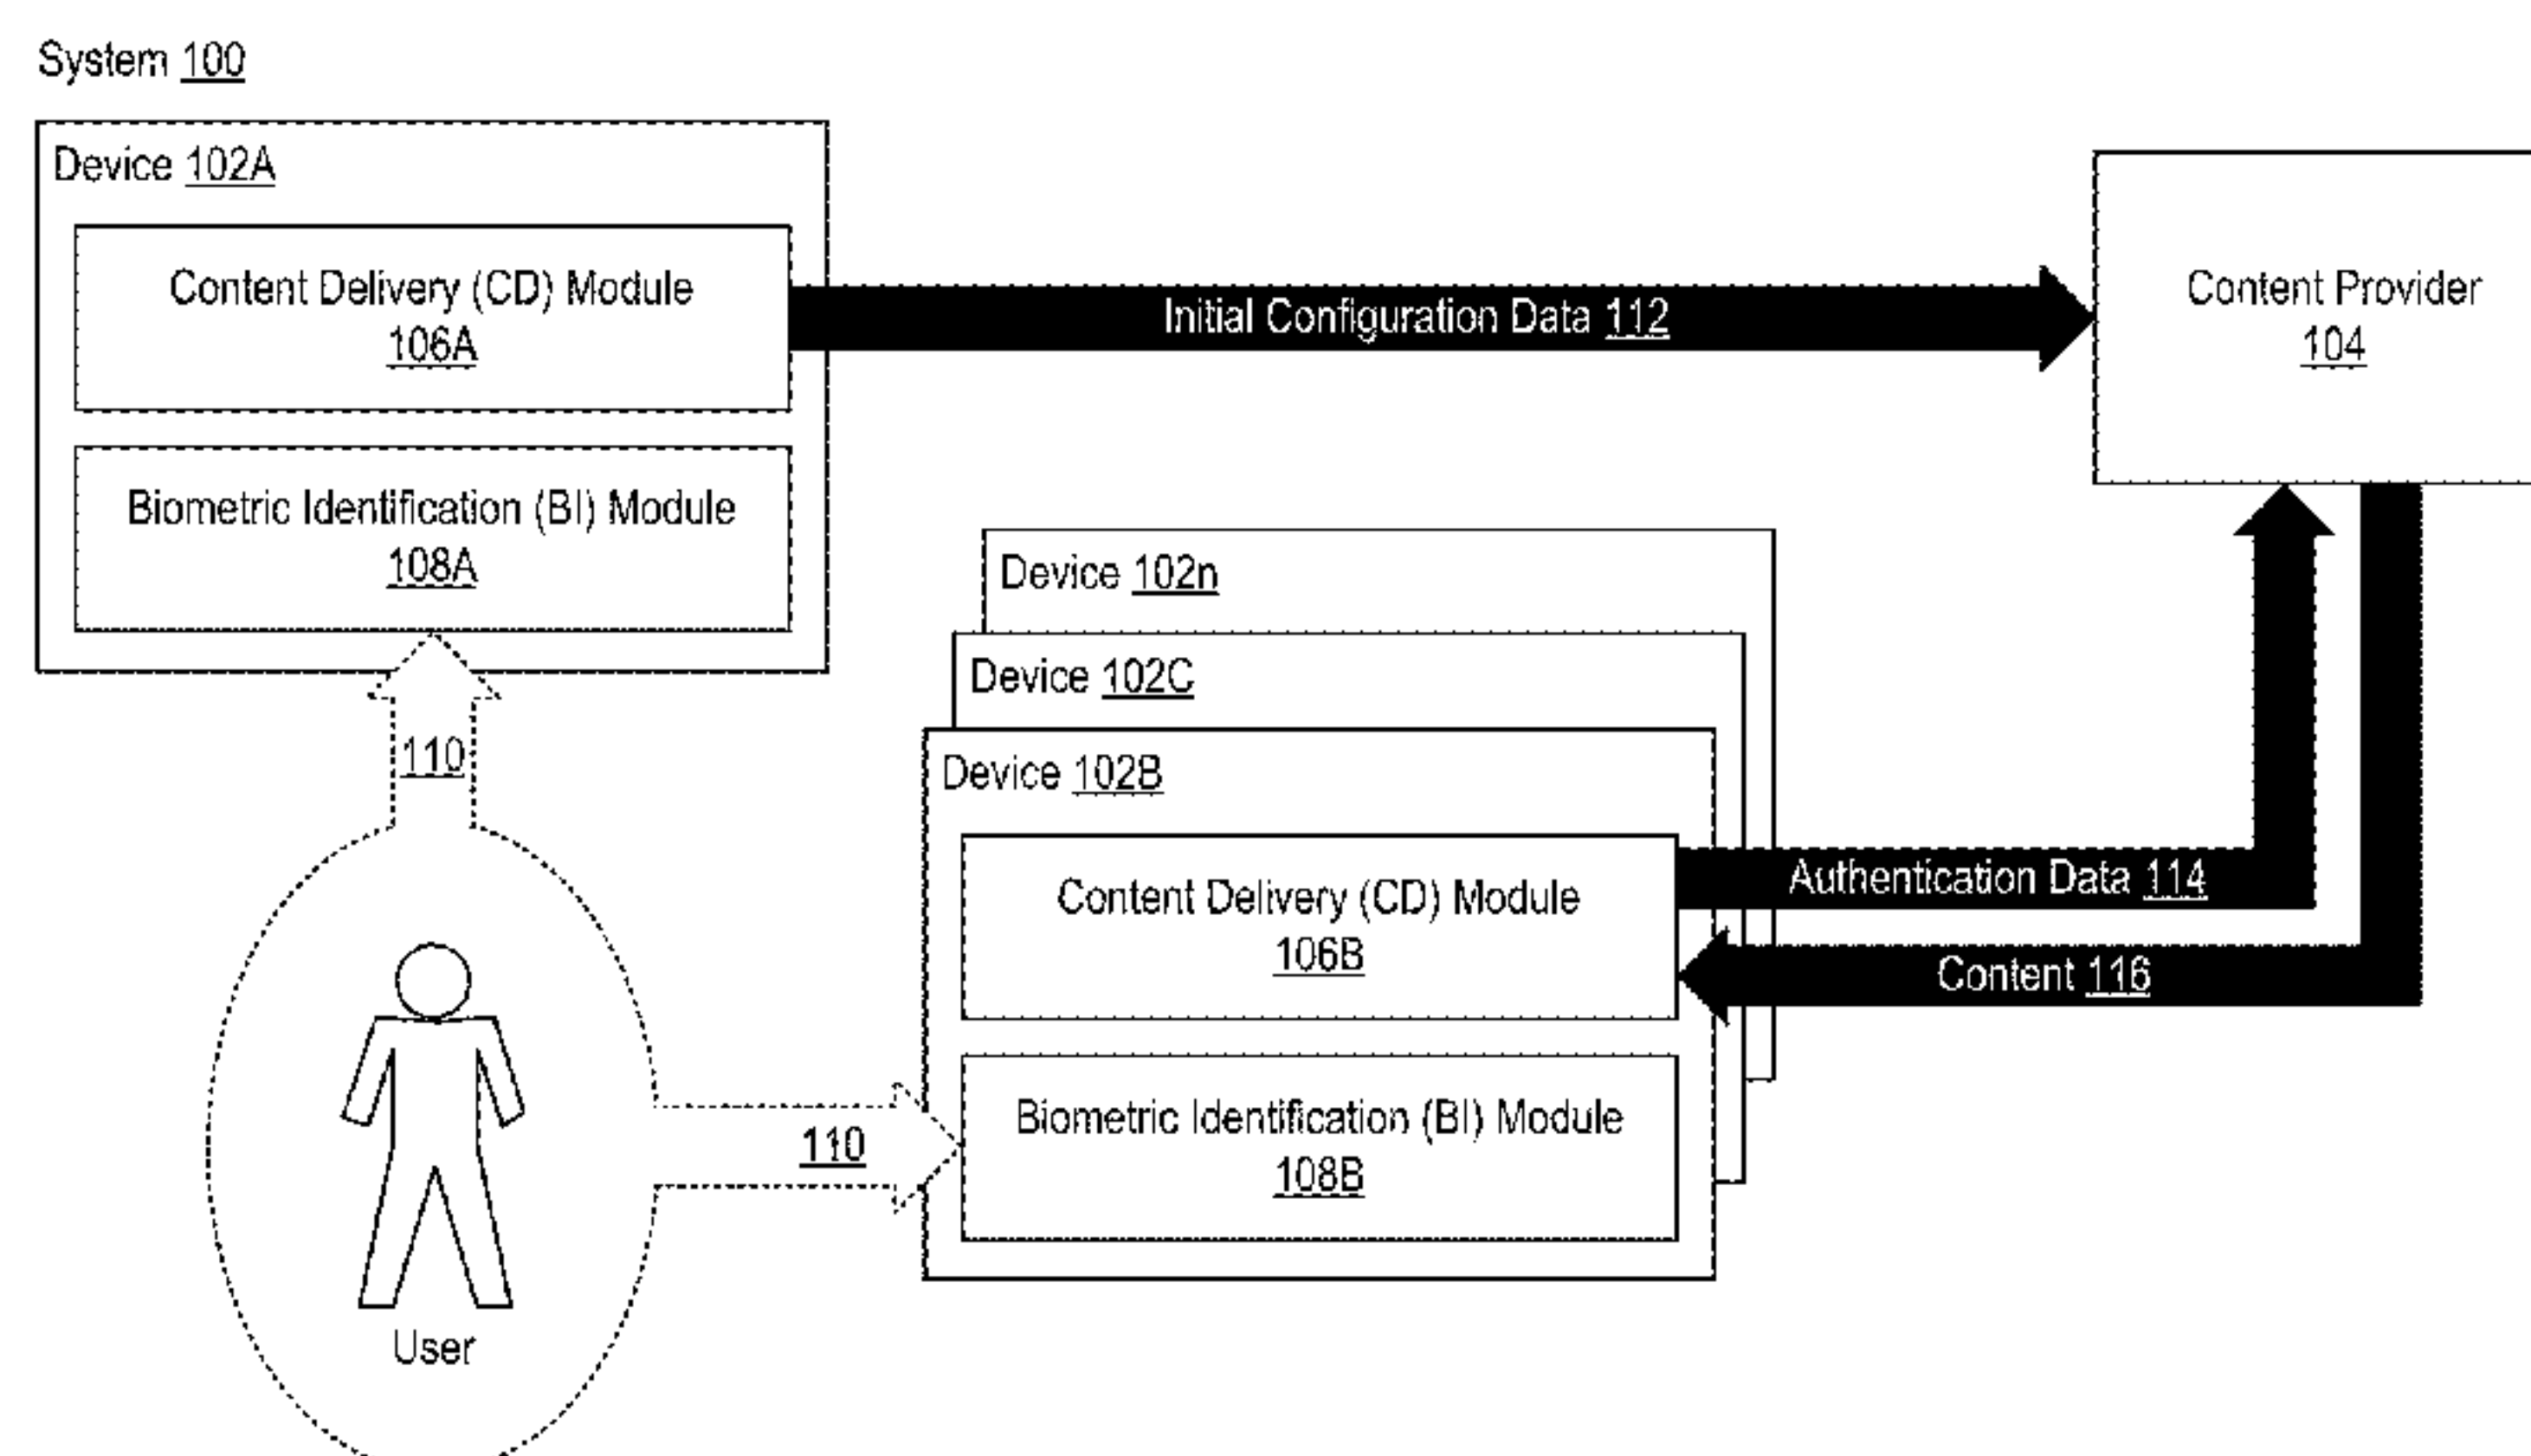 System 100
Device 102A
Content Delivery (CD) Module
106A
Initial Configuration Data 112
Content Provider
104
Biometric Identification (BI) Module
108A
Device 102n
Device 102C
110
Device 102B
Content Delivery (CD) Module
106B
Authentication Data 114
Content 116
Biometric Identification (BI) Module
108B
110
User